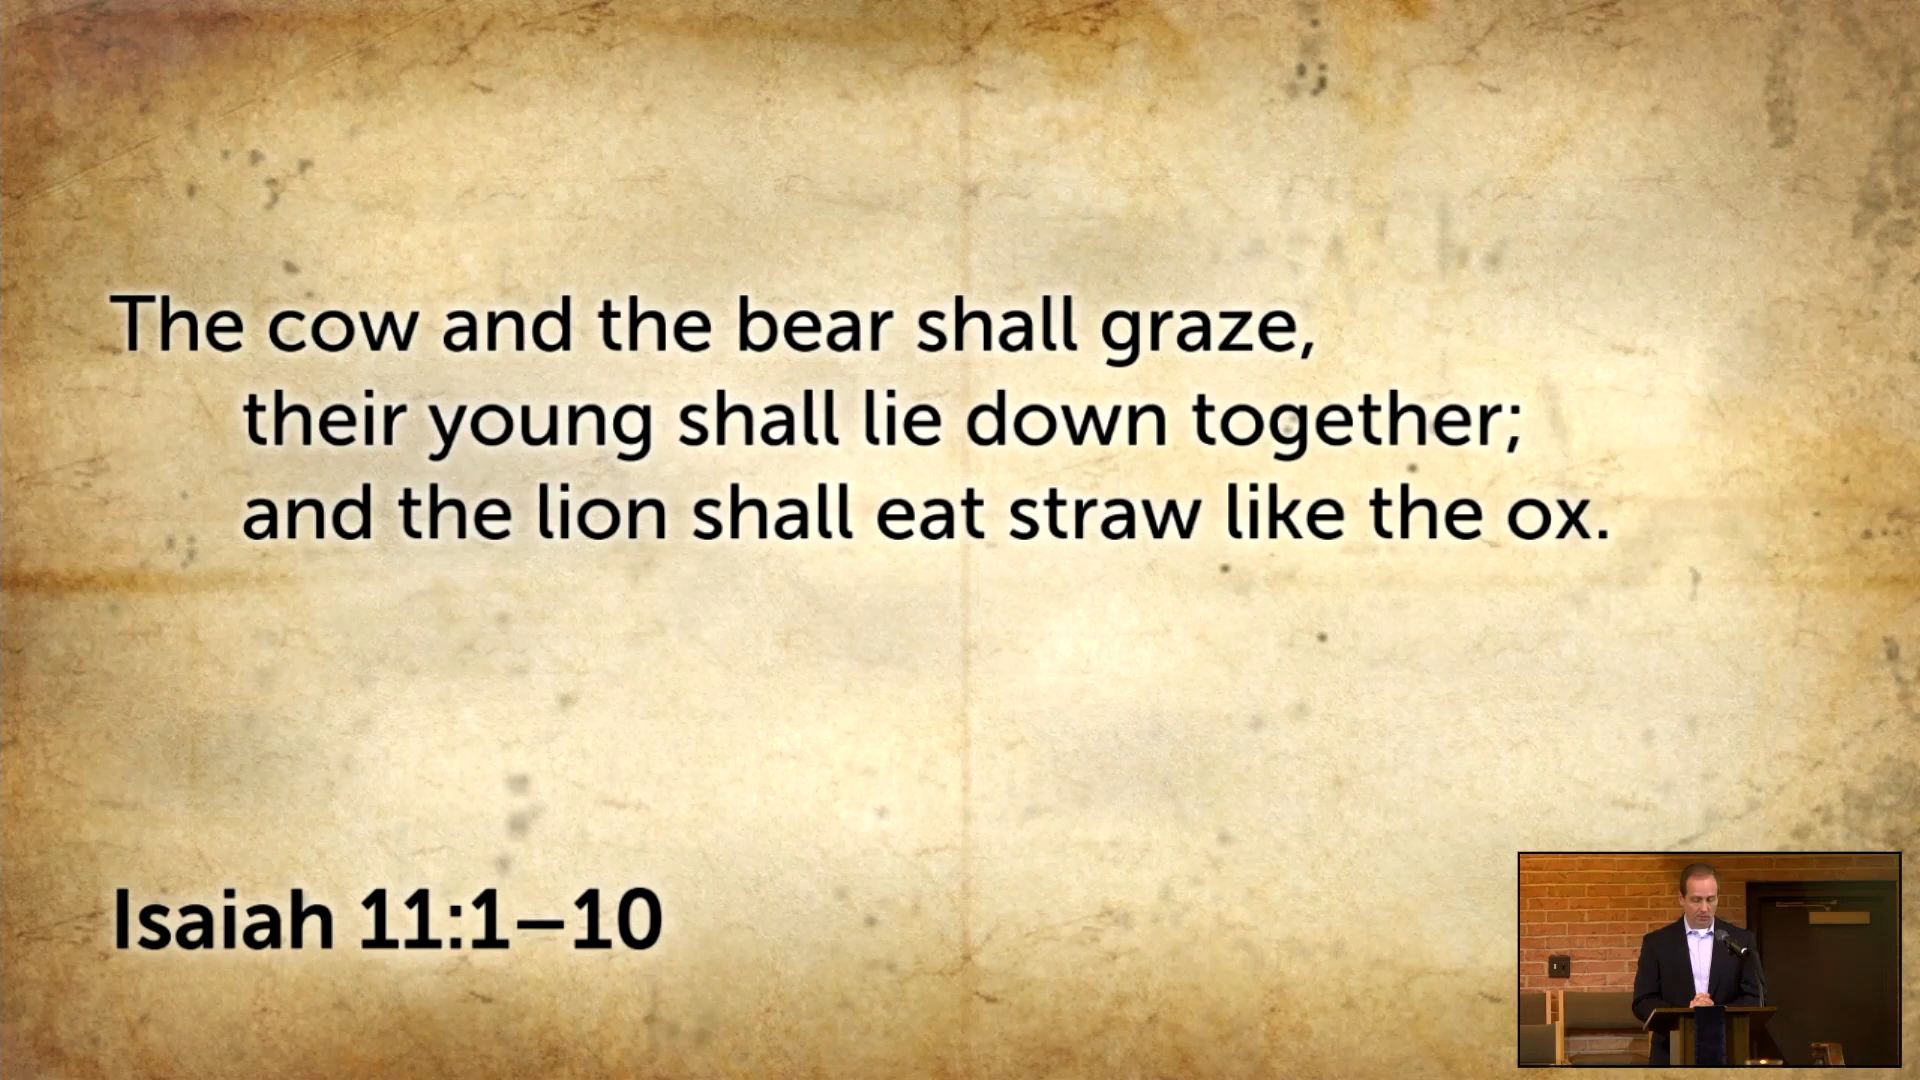 The cow and the bear shall graze,
their young shall lie down together;
and the lion shall eat straw like the ox.
Isaiah 11:1–10